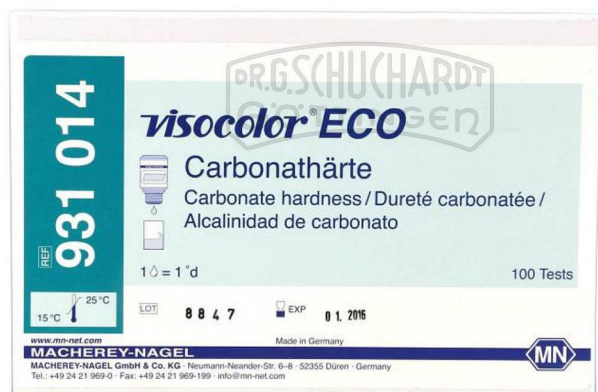 DR.G.SCHUCHARDT
GÖTTINGEN
REF 931 014
visocolor® ECO
Carbonathärte
Carbonate hardness / Dureté carbonatée /
Alcalinidad de carbonato
1 = 1 °d
100 Tests
15 °C 25 °C
LOT 8847 EXP 01. 2016
www.mn-net.com
Made in Germany
MACHEREY-NAGEL
MN
MACHEREY-NAGEL GmbH & Co. KG · Neumann-Neander-Str. 6–8 · 52355 Düren · Germany
Tel.: +49 24 21 969-0 · Fax: +49 24 21 969-199 · info@mn-net.com